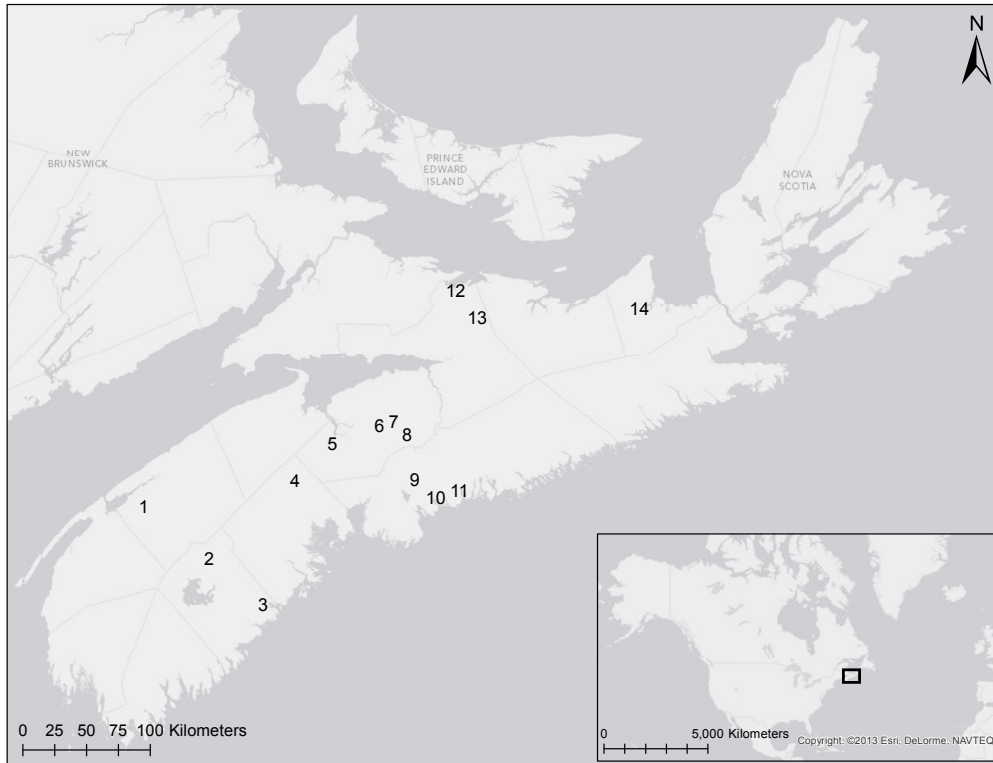 N
NEW
BRUNSWICK
PRINCE
EDWARD
ISLAND
NOVA
SCOTIA
12
13
14
6
7
8
5
4
9
10
11
1
2
3
0 25 50 75 100 Kilometers
0 5,000 Kilometers
Copyright: ©2013 Esri, DeLorme, NAVTEQ